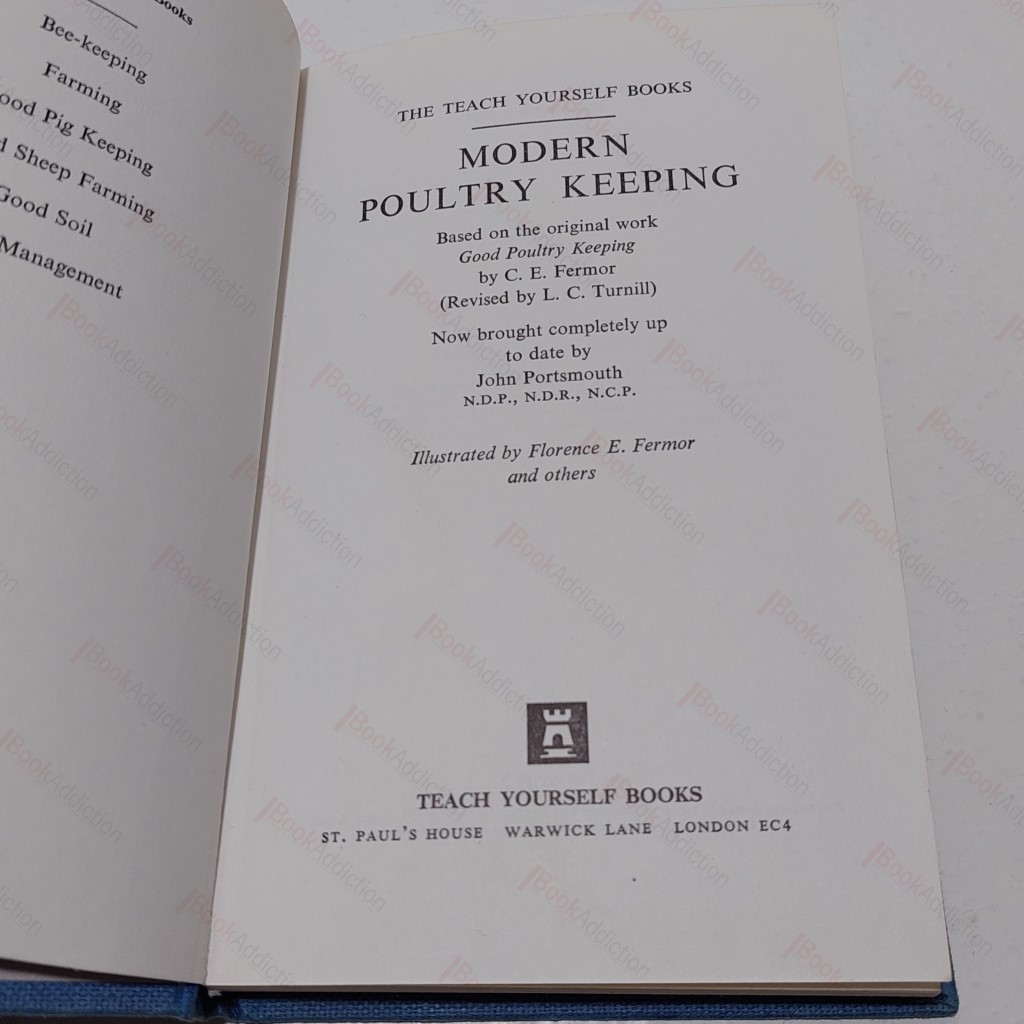 Books
Bee-keeping
Farming
Pig Keeping
Sheep Farming
Good Soil
Management
THE TEACH YOURSELF BOOKS
MODERN
POULTRY KEEPING
Based on the original work
Good Poultry Keeping
by C. E. Fermor
(Revised by L. C. Turnill)
Now brought completely up
to date by
John Portsmouth
N.D.P., N.D.R., N.C.P.
Illustrated by Florence E. Fermor
and others
TEACH YOURSELF BOOKS
ST. PAUL'S HOUSE WARWICK LANE LONDON EC4
BookAddiction